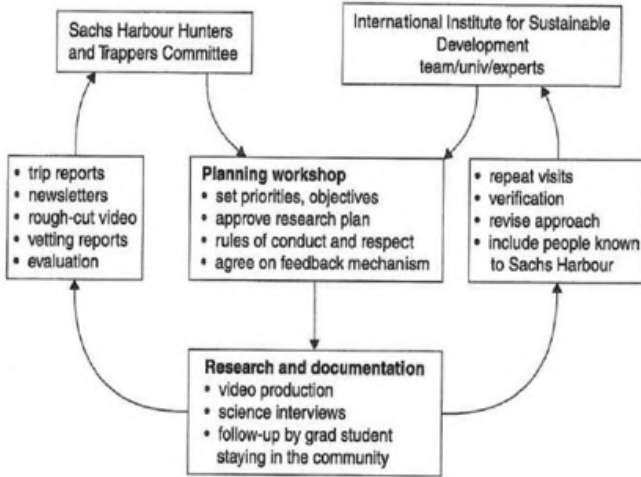 Sachs Harbour Hunters
and Trappers Committee
International Institute for Sustainable
Development
team/univ/experts
• trip reports
• newsletters
• rough-cut video
• vetting reports
• evaluation
Planning workshop
• set priorities, objectives
• approve research plan
• rules of conduct and respect
• agree on feedback mechanism
• repeat visits
• verification
• revise approach
• include people known
to Sachs Harbour
Research and documentation
• video production
• science interviews
• follow-up by grad student
staying in the community